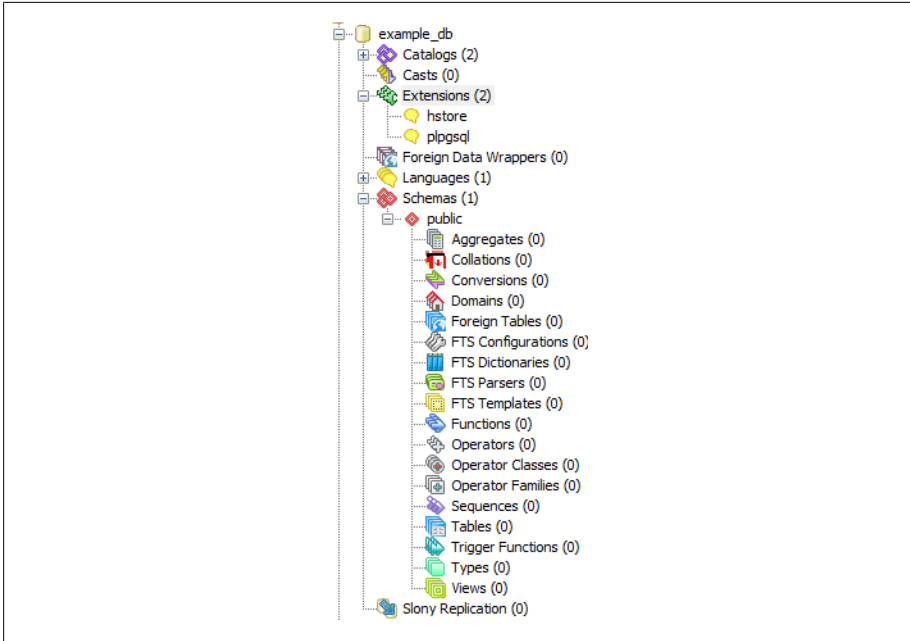 example_db
Catalogs (2)
Casts (0)
Extensions (2)
hstore
plpgsql
Foreign Data Wrappers (0)
Languages (1)
Schemas (1)
public
Aggregates (0)
Collations (0)
Conversions (0)
Domains (0)
Foreign Tables (0)
FTS Configurations (0)
FTS Dictionaries (0)
FTS Parsers (0)
FTS Templates (0)
Functions (0)
Operators (0)
Operator Classes (0)
Operator Families (0)
Sequences (0)
Tables (0)
Trigger Functions (0)
Types (0)
Views (0)
Slony Replication (0)